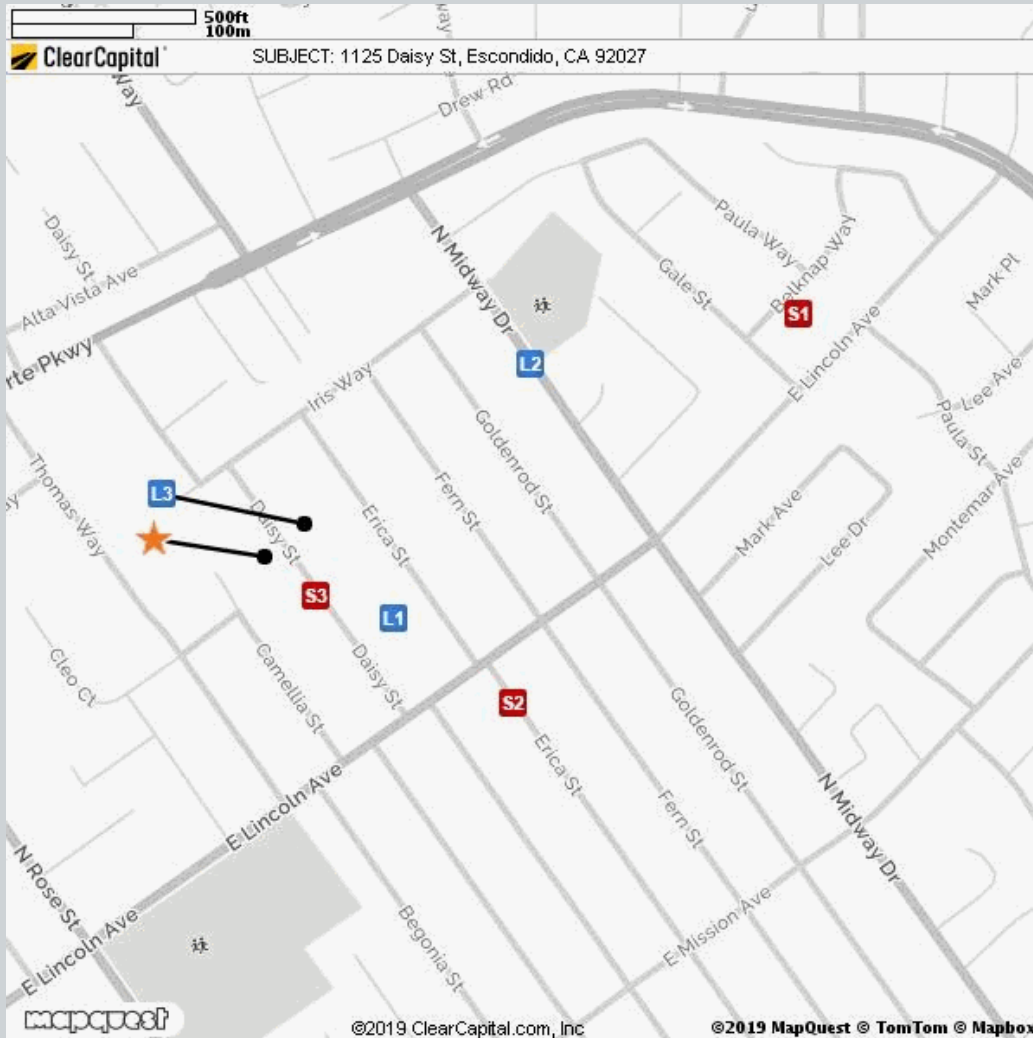 500ft
100m
ClearCapital
SUBJECT: 1125 Daisy St, Escondido, CA 92027
Way
way
Drew Rd
Daisy St
Alta Vista Ave
rte Pkwy
N Midway Dr
Paula Way
Belknap Way
Gale St
S1
Mark Pl
E Lincoln Ave
L2
Iris Way
Lee Ave
Paula St
Goldenrod St
Thomas Way
L3
Fern St
Erica St
Daisy St
Mark Ave
Lee Dr
Montemar Ave
S3
L1
Cleo Ct
Camellia St
Daisy St
S2
Erica St
Goldenrod St
E Lincoln Ave
Fern St
N Midway Dr
N Rose St
Begonia St
E Mission Ave
E Lincoln Ave
mapquest
©2019 ClearCapital.com, Inc
©2019 MapQuest © TomTom © Mapbox